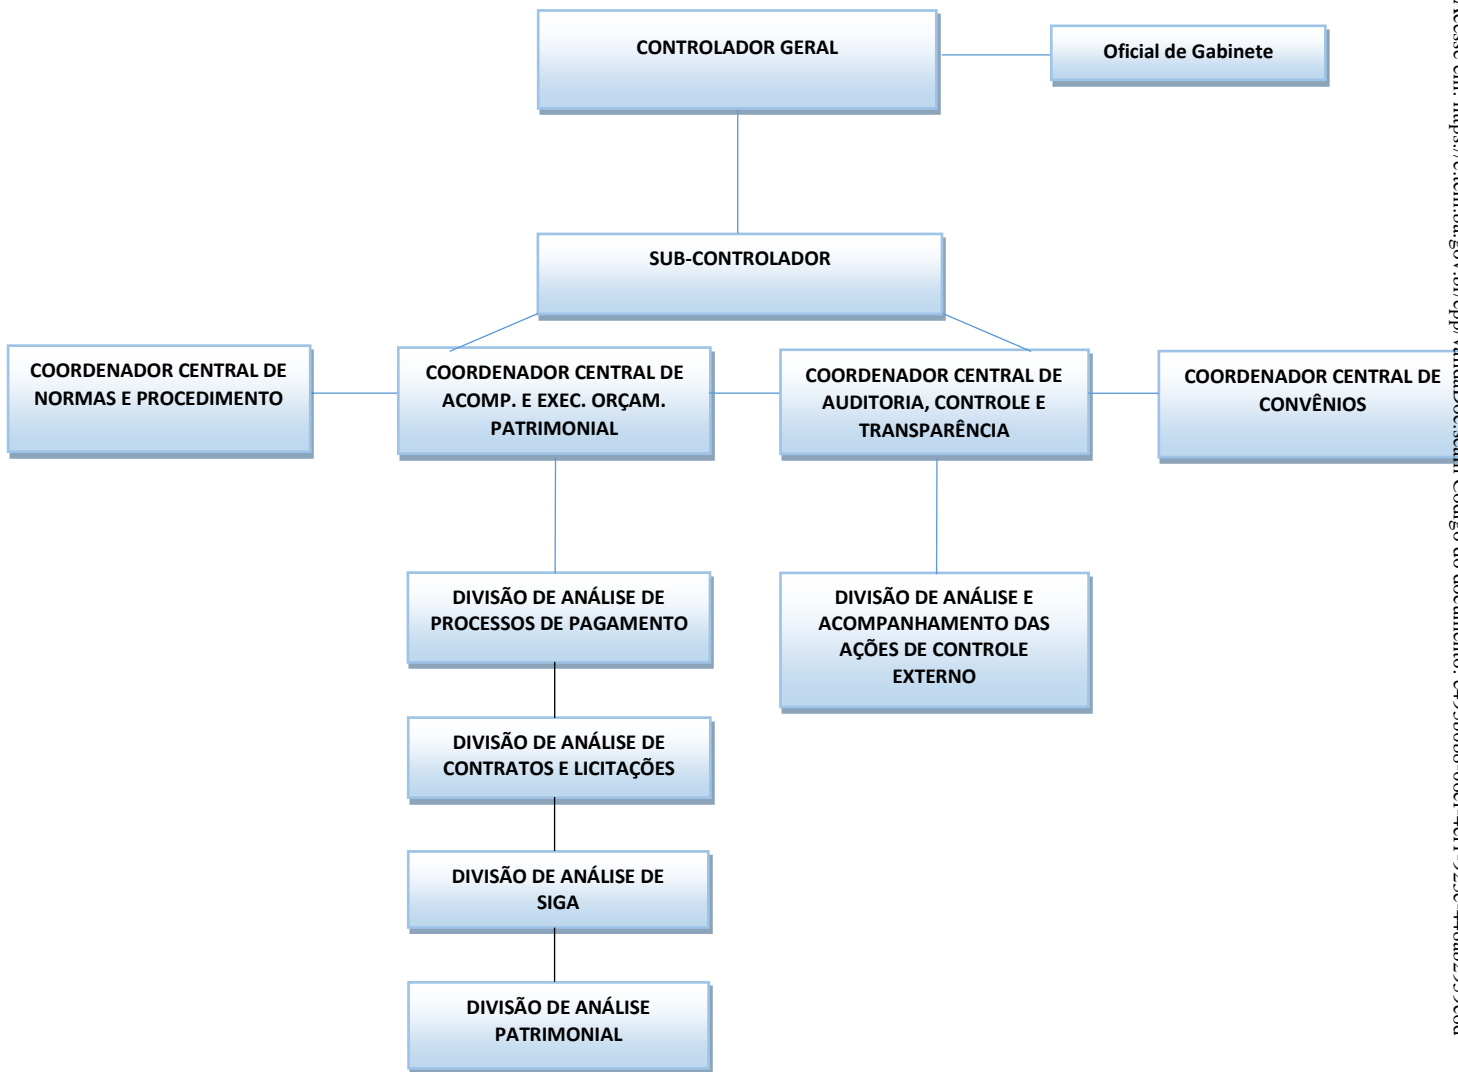 CONTROLADOR GERAL
Oficial de Gabinete
SUB-CONTROLADOR
COORDENADOR CENTRAL DE
NORMAS E PROCEDIMENTO
COORDENADOR CENTRAL DE
ACOMP. E EXEC. ORÇAM.
PATRIMONIAL
COORDENADOR CENTRAL DE
AUDITORIA, CONTROLE E
TRANSPARÊNCIA
COORDENADOR CENTRAL DE
CONVÊNIOS
DIVISÃO DE ANÁLISE DE
PROCESSOS DE PAGAMENTO
DIVISÃO DE ANÁLISE E
ACOMPANHAMENTO DAS
AÇÕES DE CONTROLE
EXTERNO
DIVISÃO DE ANÁLISE DE
CONTRATOS E LICITAÇÕES
DIVISÃO DE ANÁLISE DE
SIGA
DIVISÃO DE ANÁLISE
PATRIMONIAL